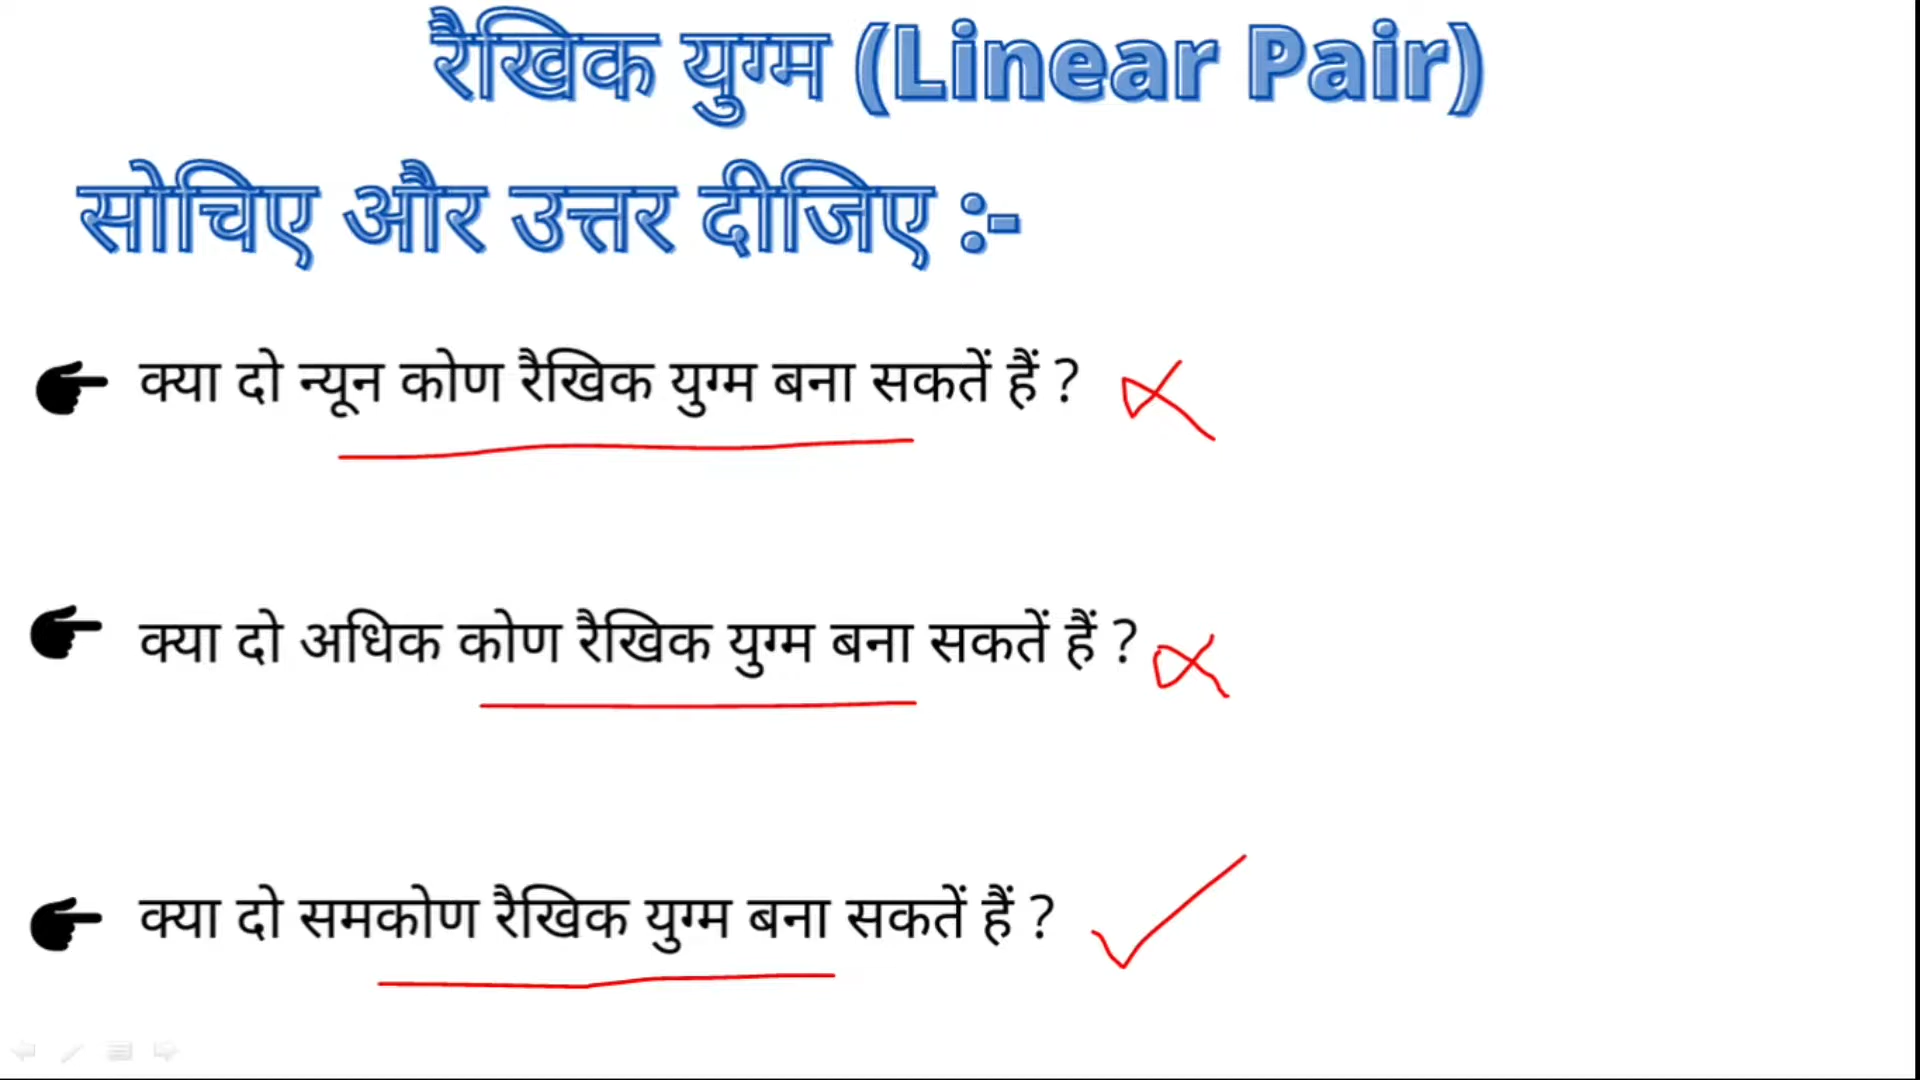 रैखिक युग्म (Linear Pair)
सोचिए और उत्तर दीजिए :-
क्या दो न्यून कोण रैखिक युग्म बना सकतें हैं ?
क्या दो अधिक कोण रैखिक युग्म बना सकतें हैं ?
क्या दो समकोण रैखिक युग्म बना सकतें हैं ?